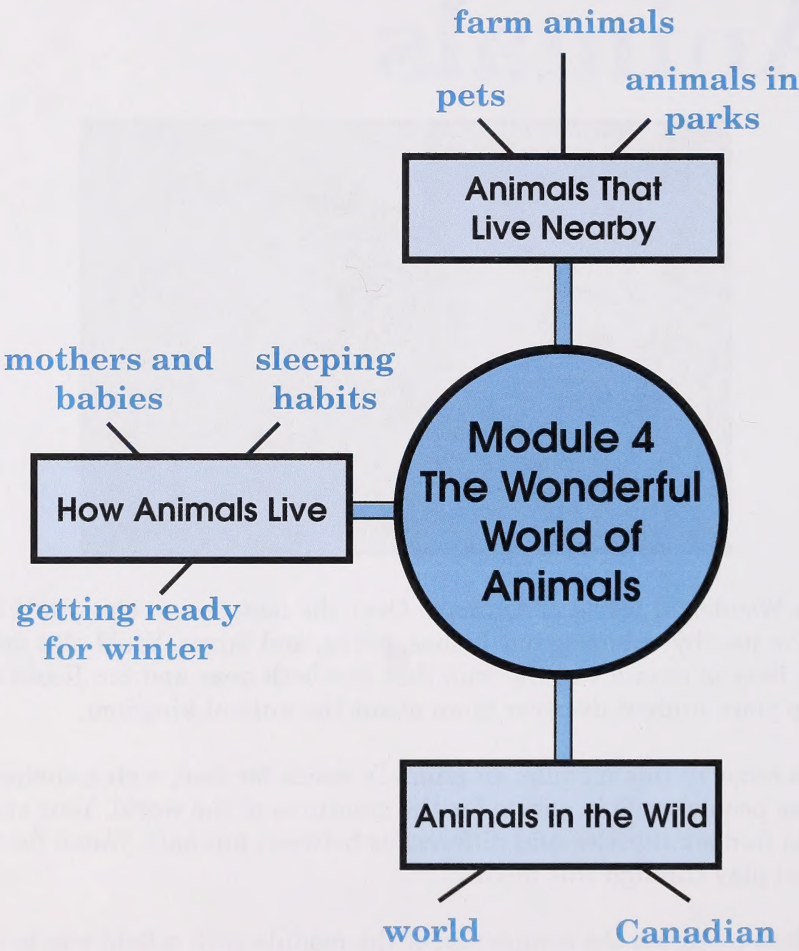 farm animals
pets
animals in
parks
Animals That
Live Nearby
mothers and
babies
sleeping
habits
How Animals Live
getting ready
for winter
Module 4
The Wonderful
World of
Animals
Animals in the Wild
world
Canadian